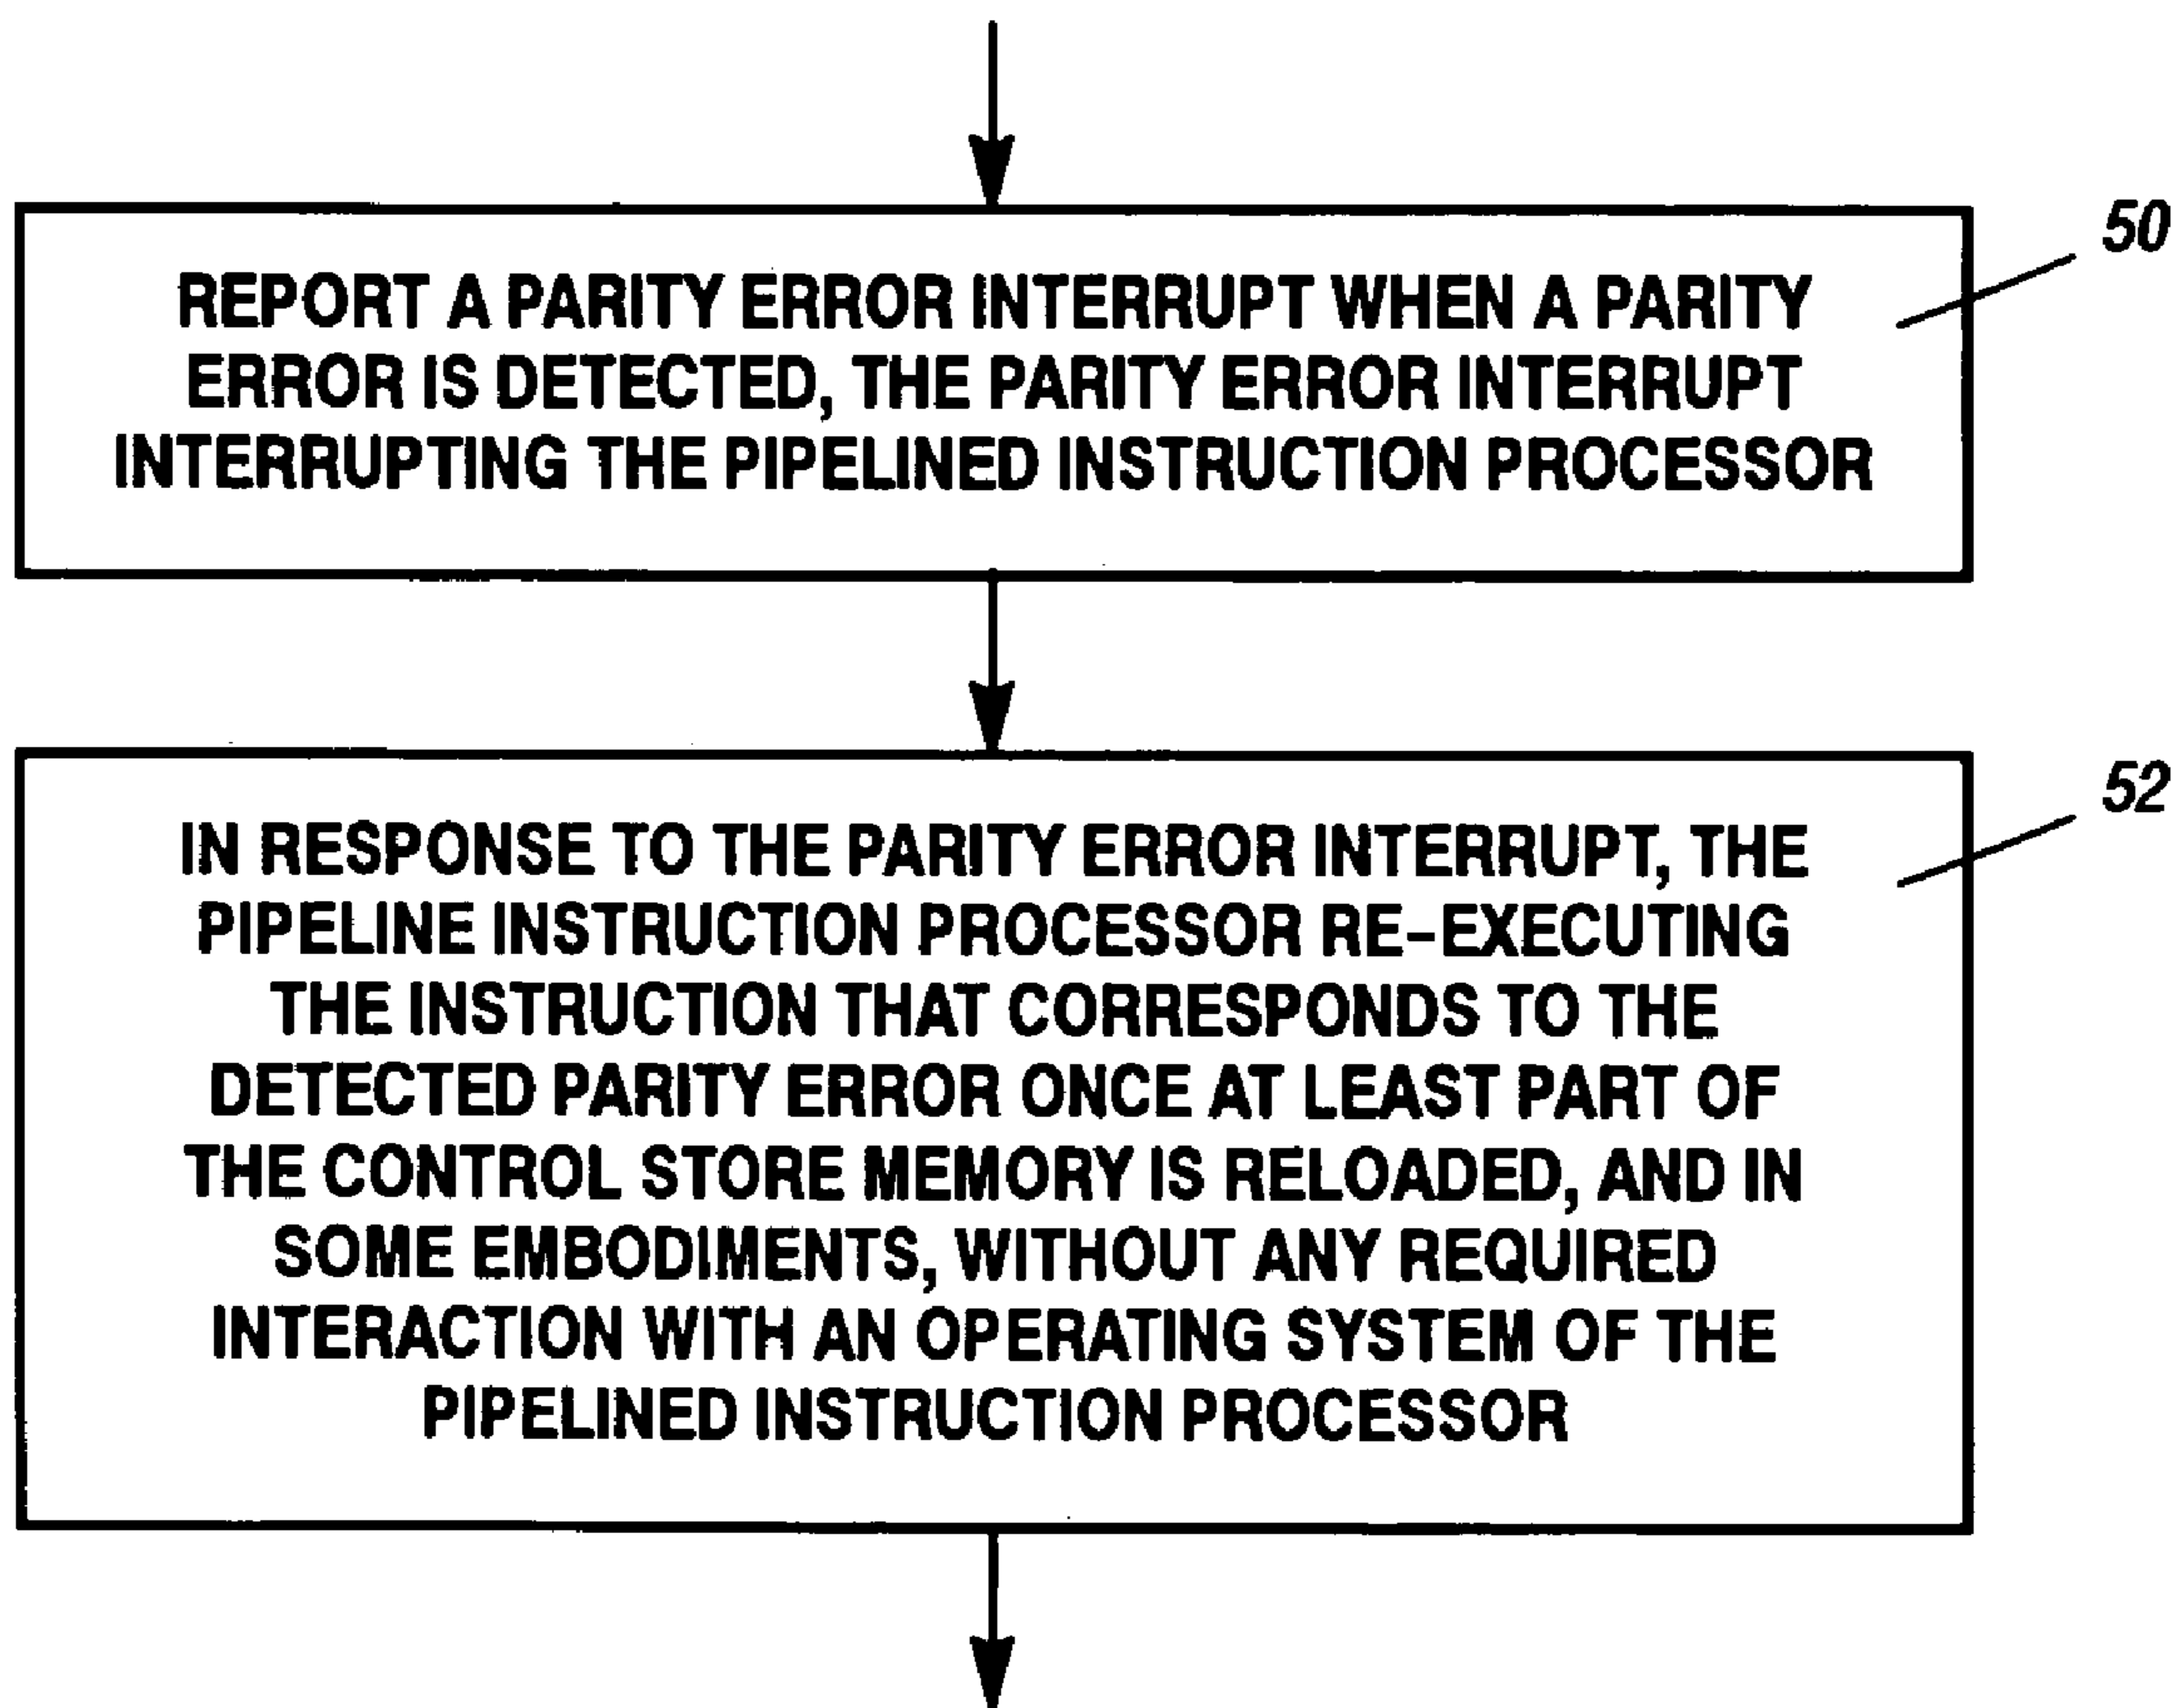 50
REPORT A PARITY ERROR INTERRUPT WHEN A PARITY
ERROR IS DETECTED, THE PARITY ERROR INTERRUPT
INTERRUPTING THE PIPELINED INSTRUCTION PROCESSOR
52
IN RESPONSE TO THE PARITY ERROR INTERRUPT, THE
PIPELINE INSTRUCTION PROCESSOR RE-EXECUTING
THE INSTRUCTION THAT CORRESPONDS TO THE
DETECTED PARITY ERROR ONCE AT LEAST PART OF
THE CONTROL STORE MEMORY IS RELOADED, AND IN
SOME EMBODIMENTS, WITHOUT ANY REQUIRED
INTERACTION WITH AN OPERATING SYSTEM OF THE
PIPELINED INSTRUCTION PROCESSOR